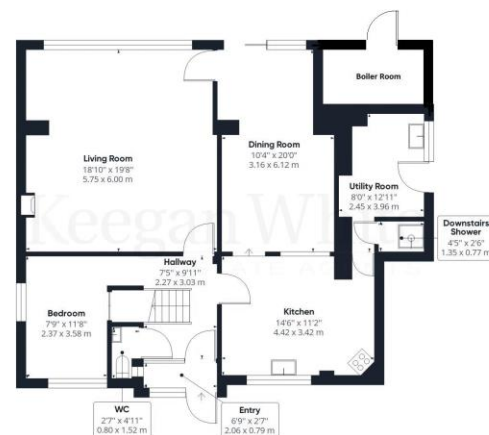 Boiler Room
Living Room
18'10" x 19'8"
5.75 x 6.00 m
Dining Room
10'4" x 20'0"
3.16 x 6.12 m
Utility Room
8'0" x 12'11"
2.45 x 3.96 m
Keegan White
ESTATE AGENTS
Downstairs
Shower
4'5" x 2'6"
1.35 x 0.77 m
Hallway
7'5" x 9'11"
2.27 x 3.03 m
Bedroom
7'9" x 11'8"
2.37 x 3.58 m
Kitchen
14'6" x 11'2"
4.42 x 3.42 m
WC
2'7" x 4'11"
0.80 x 1.52 m
Entry
6'9" x 2'7"
2.06 x 0.79 m